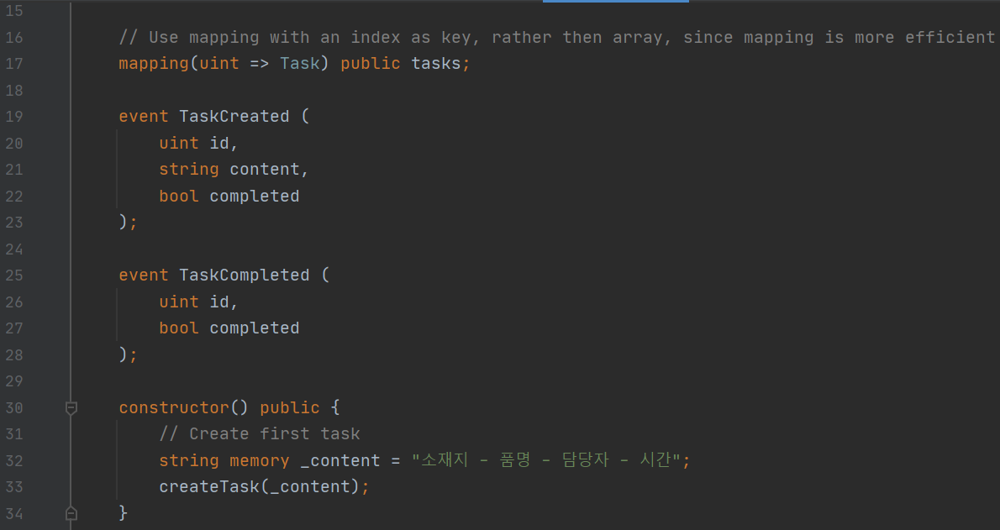 15
16 // Use mapping with an index as key, rather then array, since mapping is more efficient
17 mapping(uint => Task) public tasks;
18
19 event TaskCreated (
20 uint id,
21 string content,
22 bool completed
23 );
24
25 event TaskCompleted (
26 uint id,
27 bool completed
28 );
29
30 constructor() public {
31 // Create first task
32 string memory _content = "소재지 - 품명 - 담당자 - 시간";
33 createTask(_content);
34 }